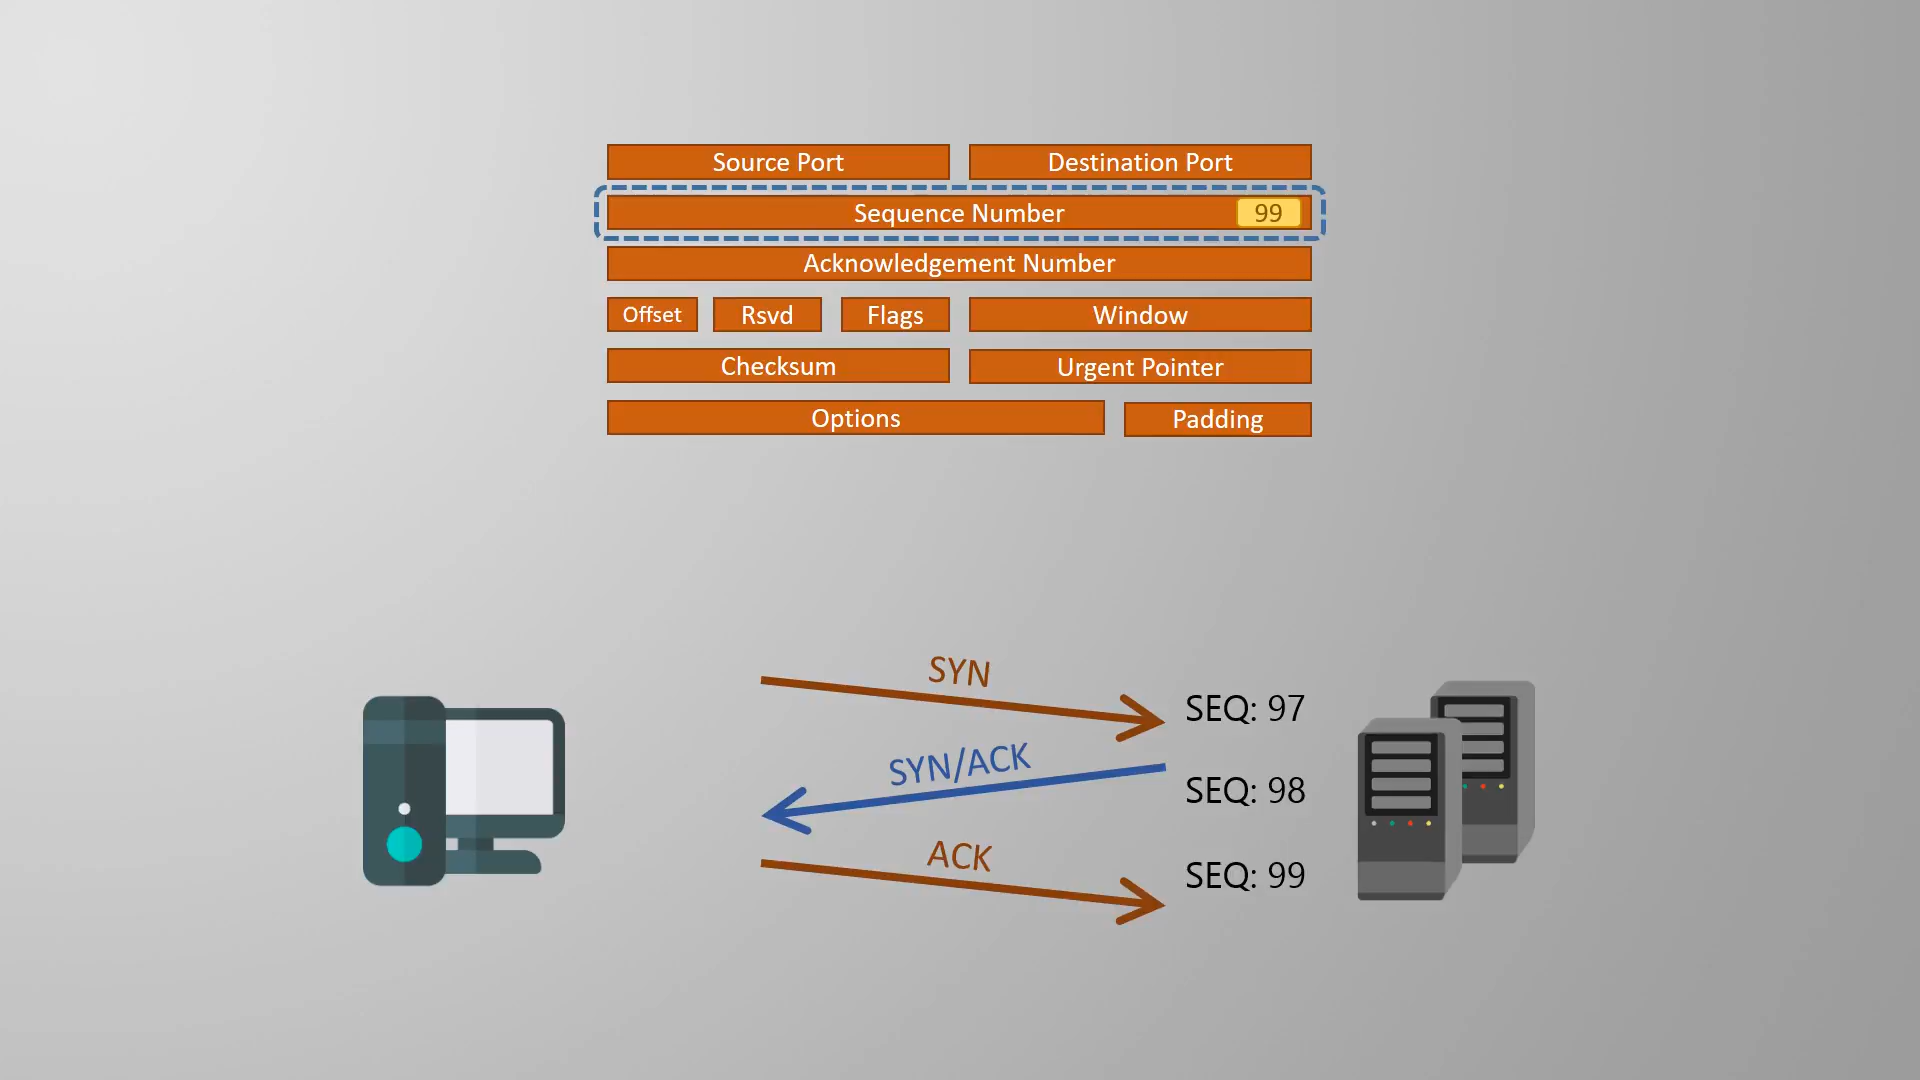 Source Port
Destination Port
Sequence Number 99
Acknowledgement Number
Offset
Rsvd
Flags
Window
Checksum
Urgent Pointer
Options
Padding
SYN
SEQ: 97
SYN/ACK
SEQ: 98
ACK
SEQ: 99